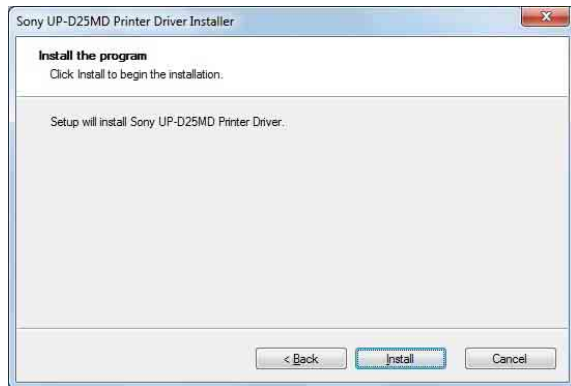 Sony UP-D25MD Printer Driver Installer
Install the program
Click Install to begin the installation.
Setup will install Sony UP-D25MD Printer Driver.
< Back Install Cancel